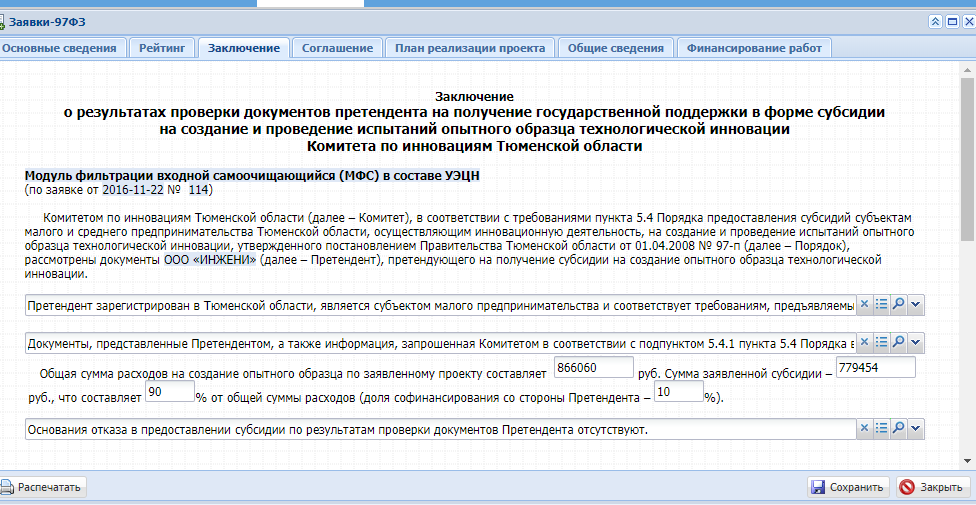 Заявки-97ФЗ
Основные сведения Рейтинг Заключение Соглашение План реализации проекта Общие сведения Финансирование работ
Заключение
о результатах проверки документов претендента на получение государственной поддержки в форме субсидии
на создание и проведение испытаний опытного образца технологической инновации
Комитета по инновациям Тюменской области
Модуль фильтрации входной самоочищающийся (МФС) в составе УЭЦН
(по заявке от 2016-11-22 № 114)
Комитетом по инновациям Тюменской области (далее – Комитет), в соответствии с требованиями пункта 5.4 Порядка предоставления субсидий субъектам
малого и среднего предпринимательства Тюменской области, осуществляющим инновационную деятельность, на создание и проведение испытаний опытного
образца технологической инновации, утвержденного постановлением Правительства Тюменской области от 01.04.2008 № 97-п (далее – Порядок),
рассмотрены документы ООО «ИНЖЕНИ» (далее – Претендент), претендующего на получение субсидии на создание опытного образца технологической
инновации.
Претендент зарегистрирован в Тюменской области, является субъектом малого предпринимательства и соответствует требованиям, предъявляемы
Документы, представленные Претендентом, а также информация, запрошенная Комитетом в соответствии с подпунктом 5.4.1 пункта 5.4 Порядка в
Общая сумма расходов на создание опытного образца по заявленному проекту составляет 866060 руб. Сумма заявленной субсидии – 779454
руб., что составляет 90 % от общей суммы расходов (доля софинансирования со стороны Претендента – 10 %).
Основания отказа в предоставлении субсидии по результатам проверки документов Претендента отсутствуют.
Распечатать Сохранить Закрыть